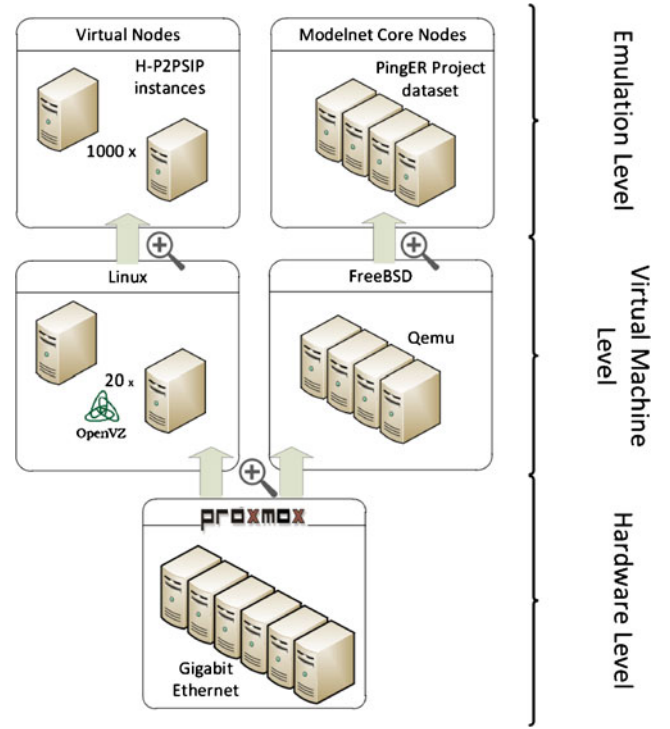 Virtual Nodes
H-P2PSIP
instances
1000 x
Modelnet Core Nodes
PingER Project
dataset
Emulation Level
Linux
20 x
OpenVZ
FreeBSD
Qemu
Virtual Machine
Level
proxmox
Gigabit
Ethernet
Hardware Level